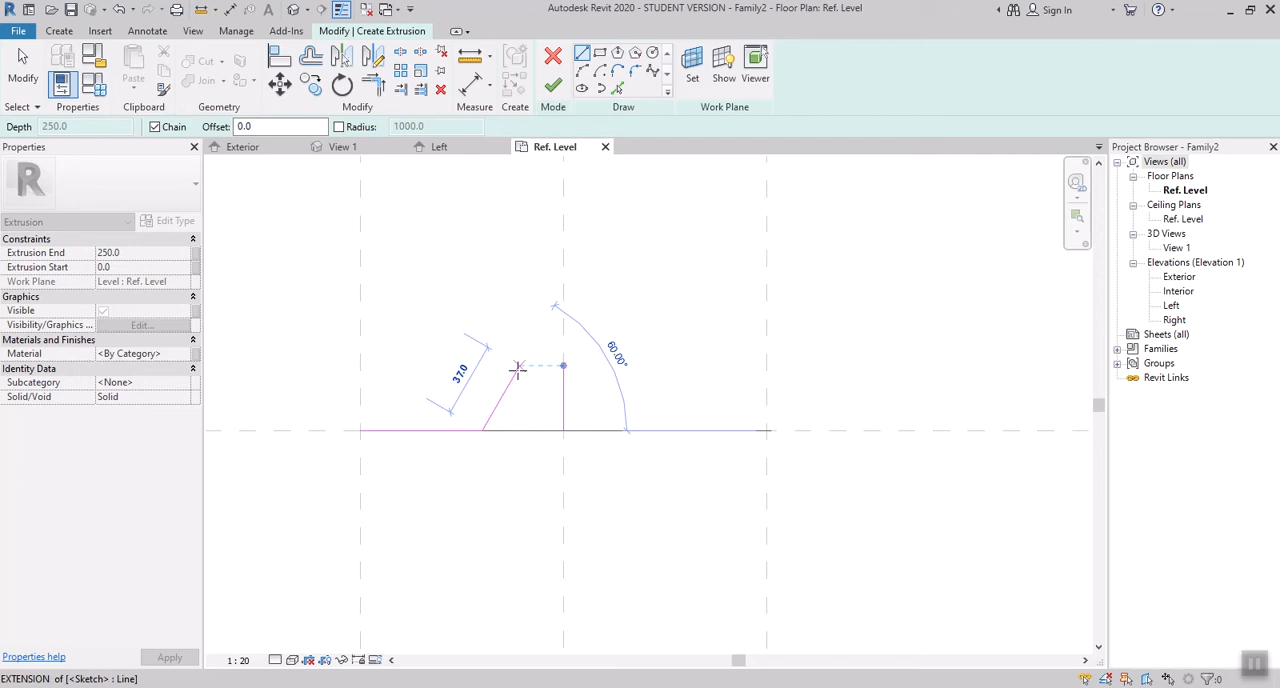 Autodesk Revit 2020 - STUDENT VERSION - Family2 - Floor Plan: Ref. Level
Sign In
File Create Insert Annotate View Manage Add-Ins Modify | Create Extrusion
Modify
Paste
Cut
Join
Create
Set Show Viewer
Select Properties Clipboard Geometry Modify Measure Create Mode Draw Work Plane
Depth 250.0 Chain Offset: 0.0 Radius: 1000.0
Properties
Exterior View 1 Left Ref. Level
Project Browser - Family2
R
Extrusion Edit Type
Constraints
Extrusion End 250.0
Extrusion Start 0.0
Work Plane Level : Ref. Level
Graphics
Visible
Visibility/Graphics ... Edit...
Materials and Finishes
Material <By Category>
Identity Data
Subcategory <None>
Solid/Void Solid
Properties help Apply
37.0
60.00°
Views (all)
Floor Plans
Ref. Level
Ceiling Plans
Ref. Level
3D Views
View 1
Elevations (Elevation 1)
Exterior
Interior
Left
Right
Sheets (all)
Families
Groups
Revit Links
1 : 20
EXTENSION of [<Sketch> : Line]
:0